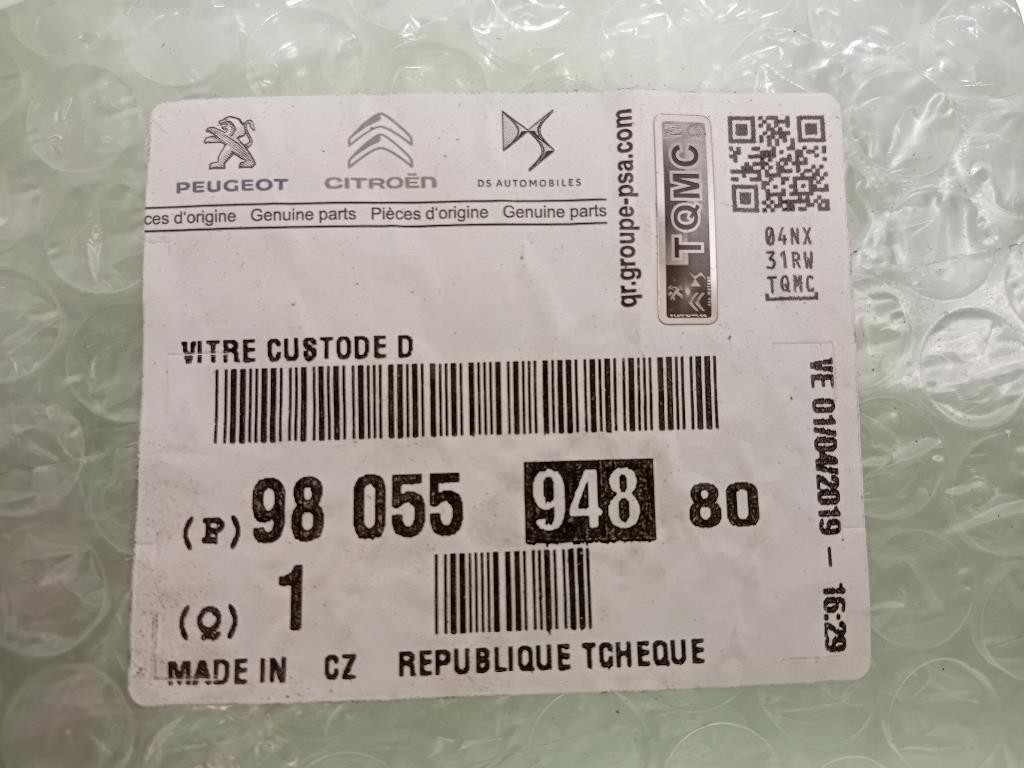 PEUGEOT CITROËN DS AUTOMOBILES
ces d'origine Genuine parts Pièces d'origine Genuine parts
qr.groupe-psa.com
TQMC
04NX
31RW
TQMC
VITRE CUSTODE D
(P) 98 055 948 80
(Q) 1
MADE IN CZ REPUBLIQUE TCHEQUE
VE 01/04/2019 - 16:29